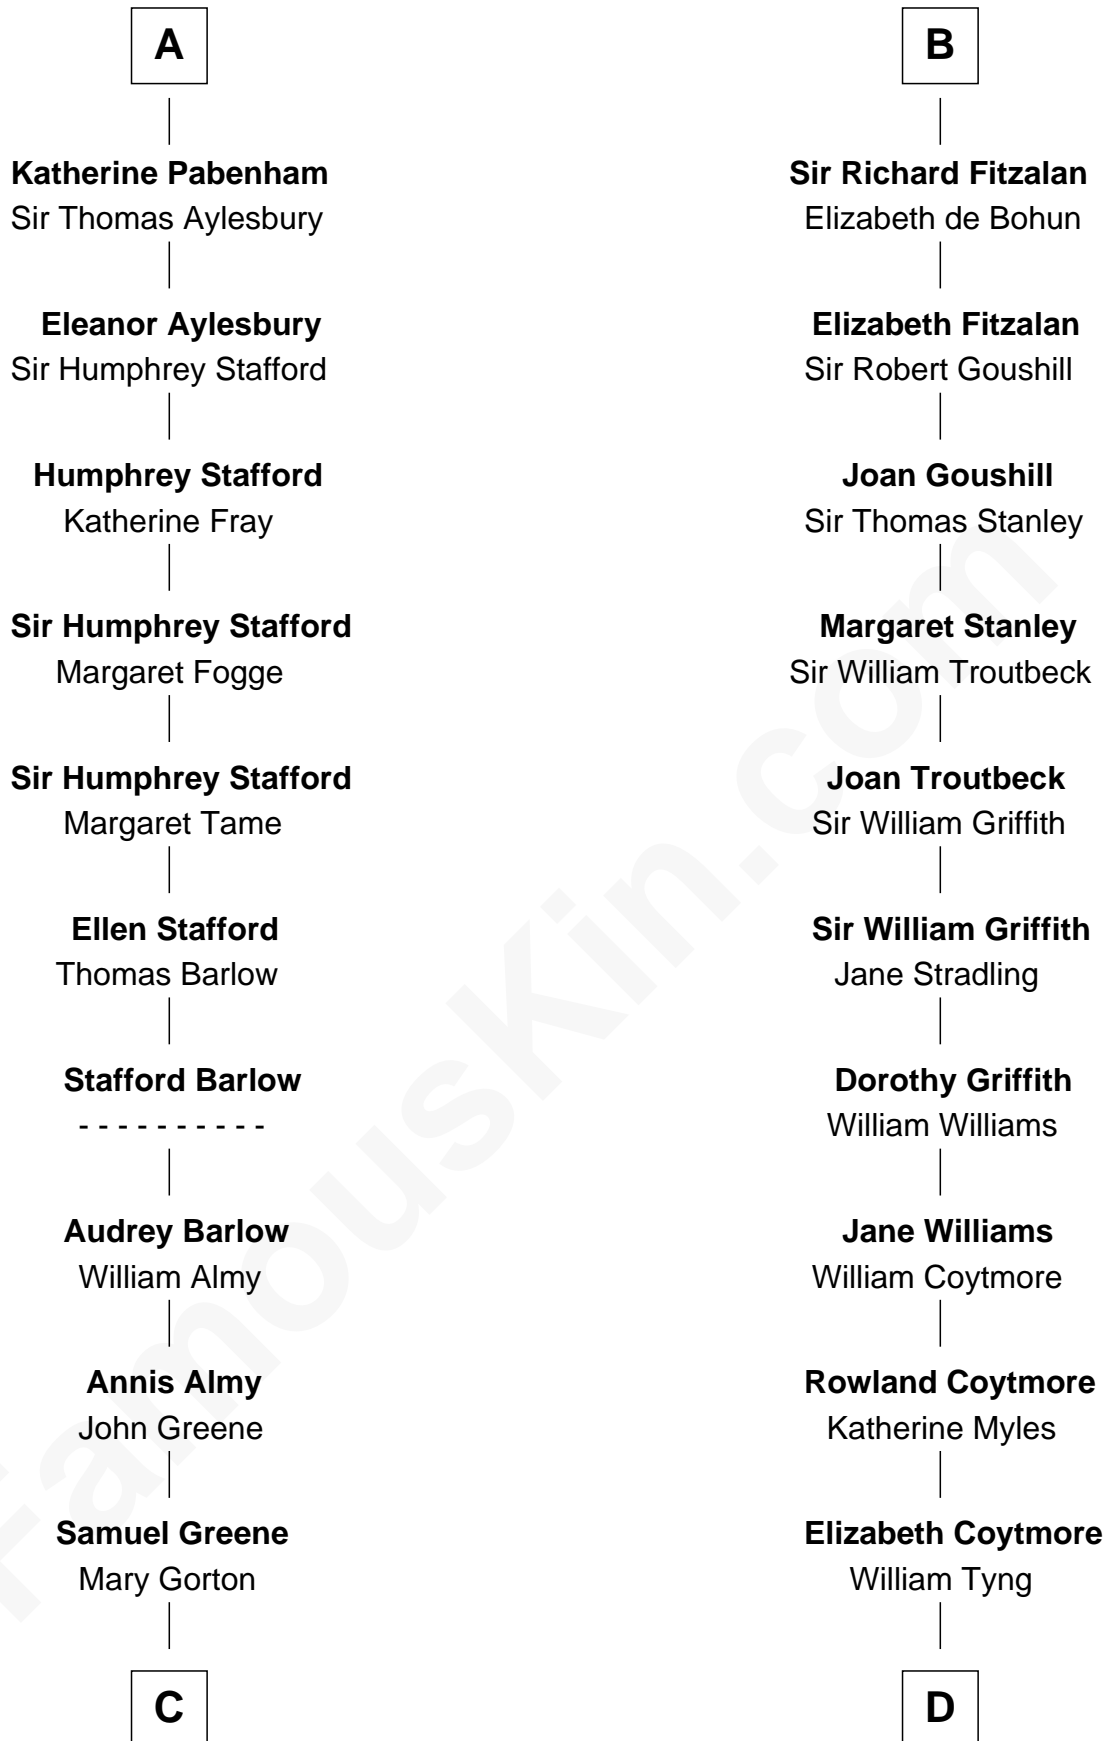 A
Katherine Pabenham
Sir Thomas Aylesbury
Eleanor Aylesbury
Sir Humphrey Stafford
Humphrey Stafford
Katherine Fray
Sir Humphrey Stafford
Margaret Fogge
Sir Humphrey Stafford
Margaret Tame
Ellen Stafford
Thomas Barlow
Stafford Barlow
- - - - - - - - - -
Audrey Barlow
William Almy
Annis Almy
John Greene
Samuel Greene
Mary Gorton
C
B
Sir Richard Fitzalan
Elizabeth de Bohun
Elizabeth Fitzalan
Sir Robert Goushill
Joan Goushill
Sir Thomas Stanley
Margaret Stanley
Sir William Troutbeck
Joan Troutbeck
Sir William Griffith
Sir William Griffith
Jane Stradling
Dorothy Griffith
William Williams
Jane Williams
William Coytmore
Rowland Coytmore
Katherine Myles
Elizabeth Coytmore
William Tyng
D
FamousKin.com